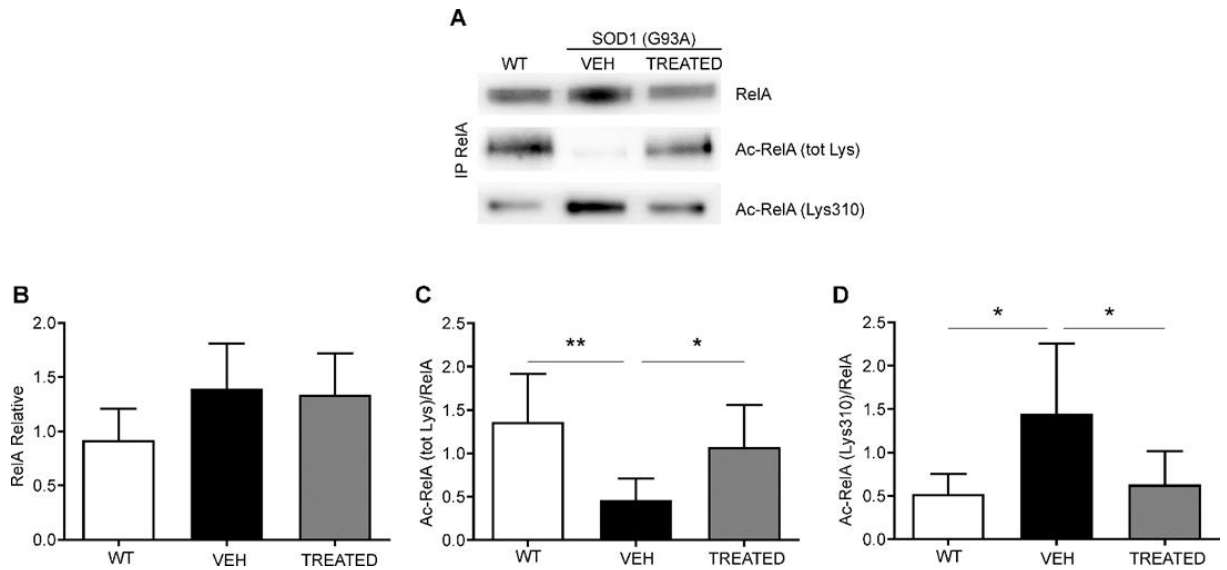 A
SOD1 (G93A)
WT VEH TREATED
IP RelA
RelA
Ac-RelA (tot Lys)
Ac-RelA (Lys310)
B
RelA Relative
2.0
1.5
1.0
0.5
0.0
WT VEH TREATED
C
Ac-RelA (tot Lys)/RelA
2.5
2.0
1.5
1.0
0.5
0.0
** *
WT VEH TREATED
D
Ac-RelA (Lys310)/RelA
2.5
2.0
1.5
1.0
0.5
0.0
* *
WT VEH TREATED